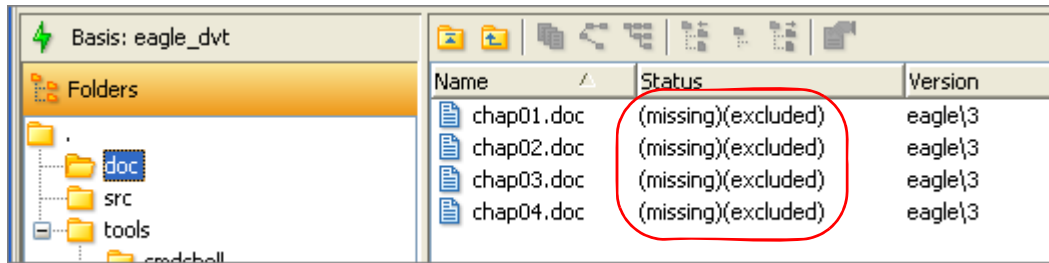 Basis: eagle_dvt
Folders
.
doc
src
tools
cmdshell
Name Status Version
chap01.doc (missing)(excluded) eagle\3
chap02.doc (missing)(excluded) eagle\3
chap03.doc (missing)(excluded) eagle\3
chap04.doc (missing)(excluded) eagle\3